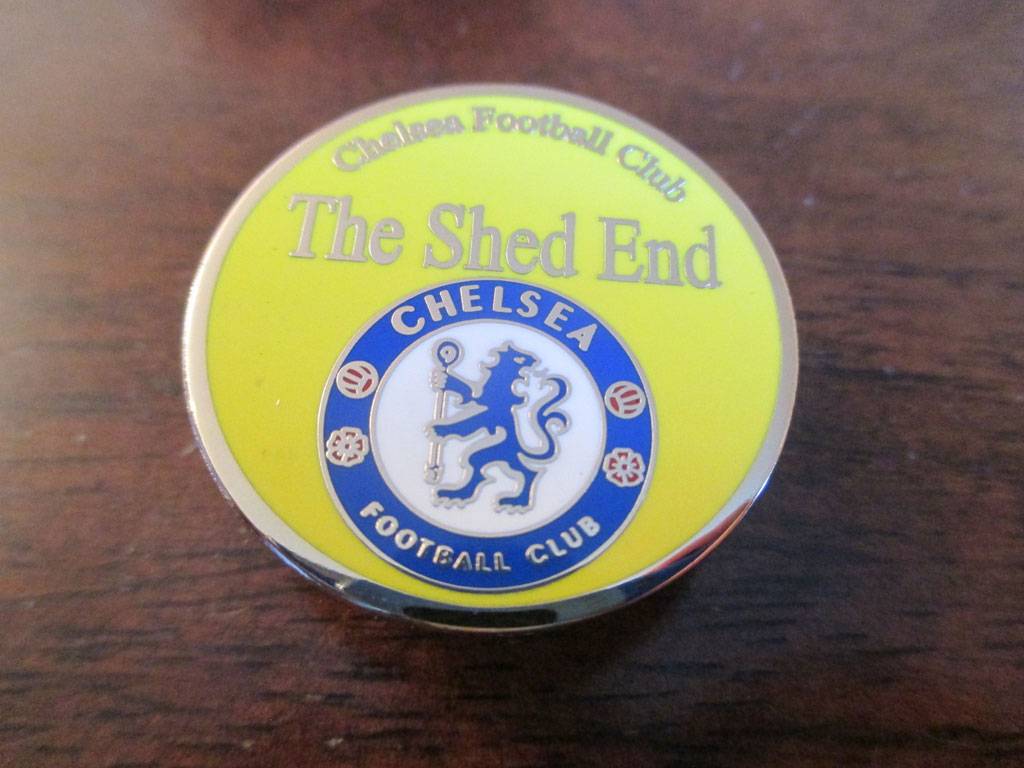 Chelsea Football Club
The Shed End
CHELSEA
FOOTBALL CLUB